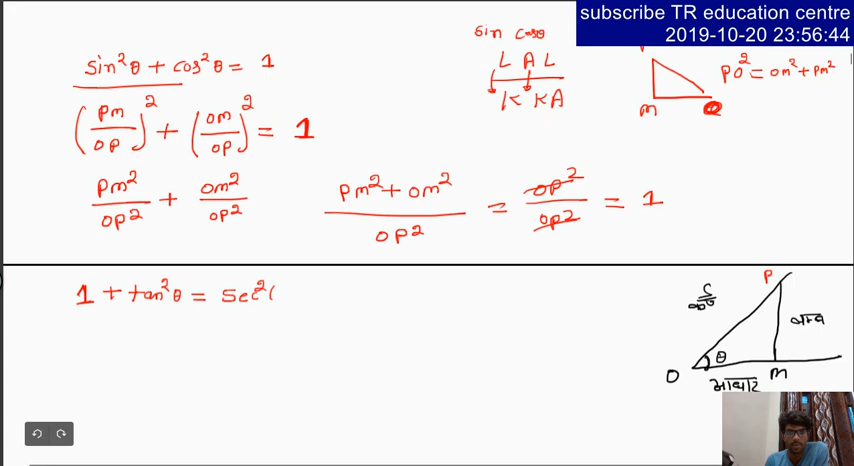 subscribe TR education centre
2019-10-20 23:56:44
sin²θ + cos²θ = 1
sin cosθ
L A L
K KA
PO² = OM² + PM²
M
(PM/OP)² + (OM/OP)² = 1
PM²/OP² + OM²/OP²
PM² + OM²/OP² = OP²/OP² = 1
1 + tan²θ = sec²(
P
लम्ब
θ
O
M
आधार